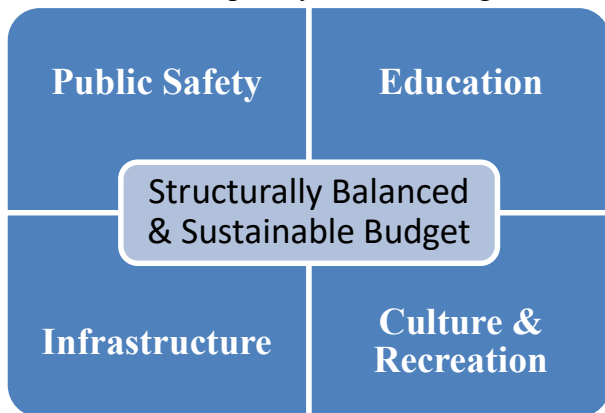 Public Safety
Education
Structurally Balanced
& Sustainable Budget
Infrastructure
Culture &
Recreation